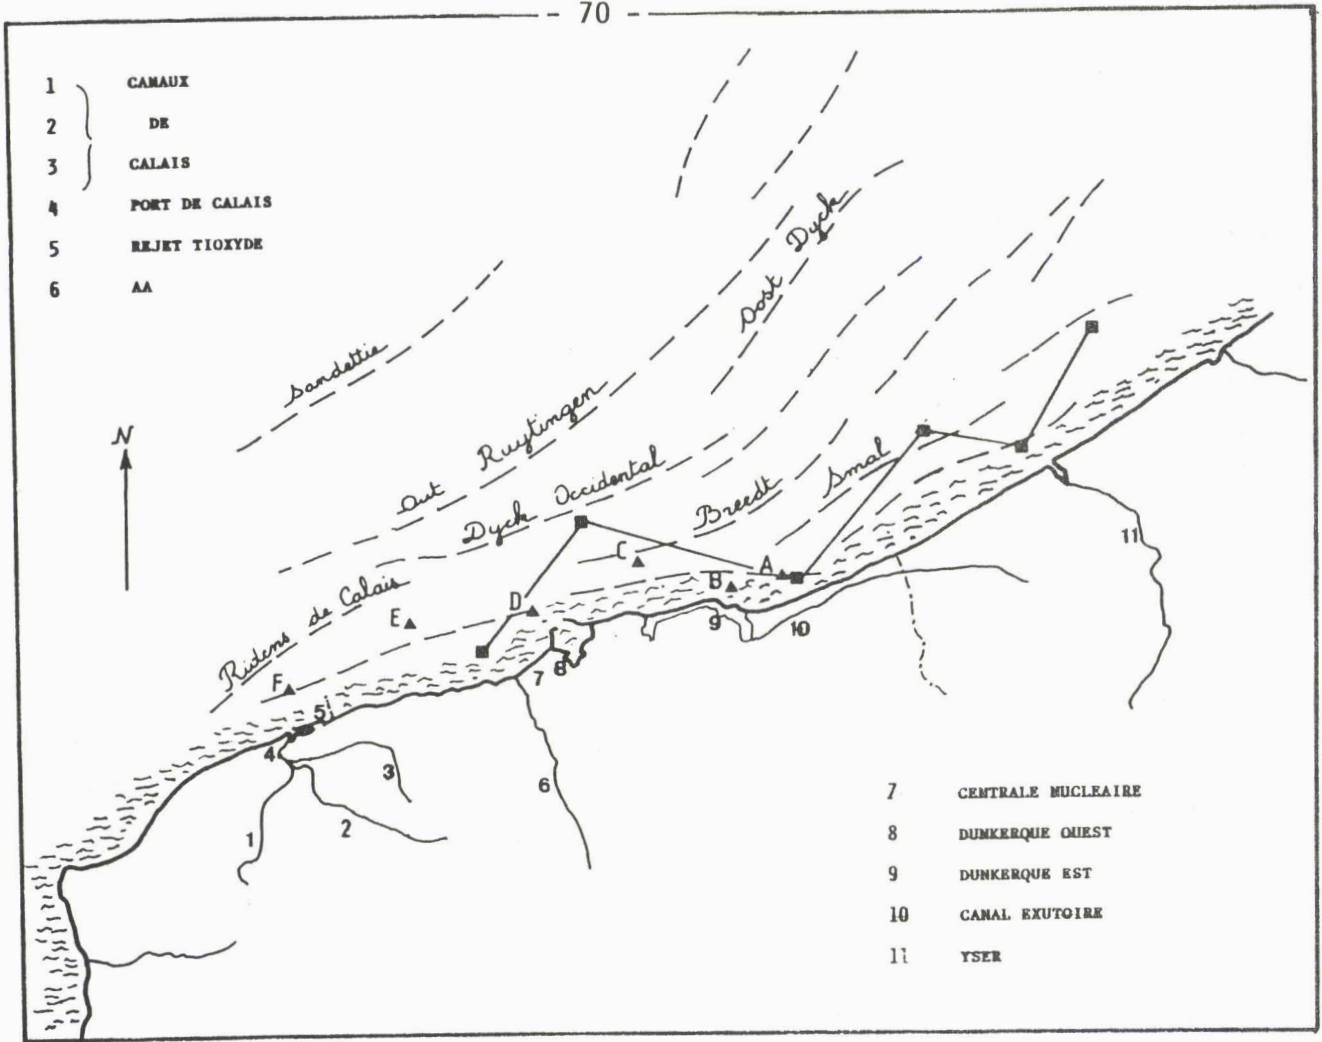 - 70 -
1 CANAUX
2 DE
3 CALAIS
4 PORT DE CALAIS
5 REJET TIOXYDE
6 AA
N
Sandettie
Oost Dyck
Out Ruytingen
Dyck Occidental
Breedt
Smal
Ridens de Calais
A
B
C
D
E
F
11
9
10
7
8
5
4
3
6
2
1
7 CENTRALE NUCLEAIRE
8 DUNKERQUE OUEST
9 DUNKERQUE EST
10 CANAL EXUTOIRE
11 YSER